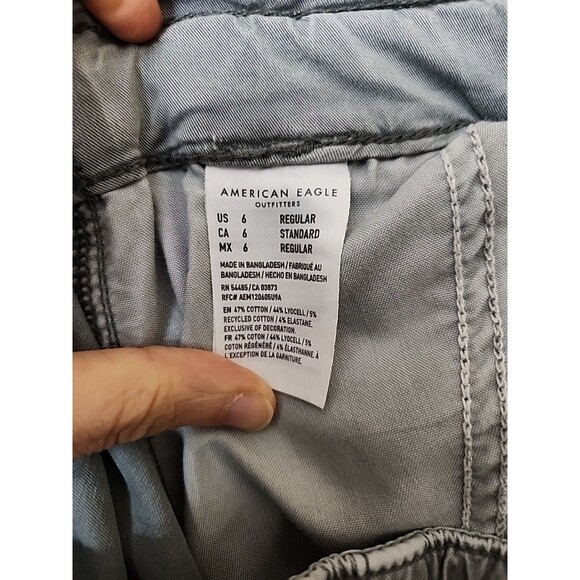 AMERICAN EAGLE
OUTFITTERS
US 6 REGULAR
CA 6 STANDARD
MX 6 REGULAR
MADE IN BANGLADESH / FABRIQUÉ AU
BANGLADESH / HECHO EN BANGLADESH
RN 54485 / CA 03873
RFC# AEM120605U9A
EN 47% COTTON / 44% LYOCELL / 5%
RECYCLED COTTON / 4% ELASTANE.
EXCLUSIVE OF DECORATION.
FR 47% COTON / 44% LYOCELL / 5%
COTON RÉGÉNÉRÉ / 4% ÉLASTHANNE. À
L'EXCEPTION DE LA GARNITURE.